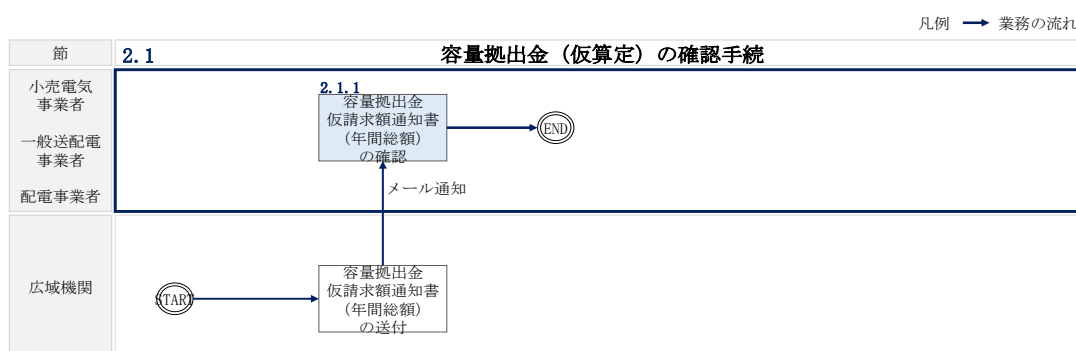 凡例 業務の流れ
節 2.1 容量拠出金（仮算定）の確認手続
小売電気
事業者
一般送配電
事業者
配電事業者
2.1.1
容量拠出金
仮請求額通知書
（年間総額）
の確認
END
メール通知
広域機関
START
容量拠出金
仮請求額通知書
（年間総額）
の送付